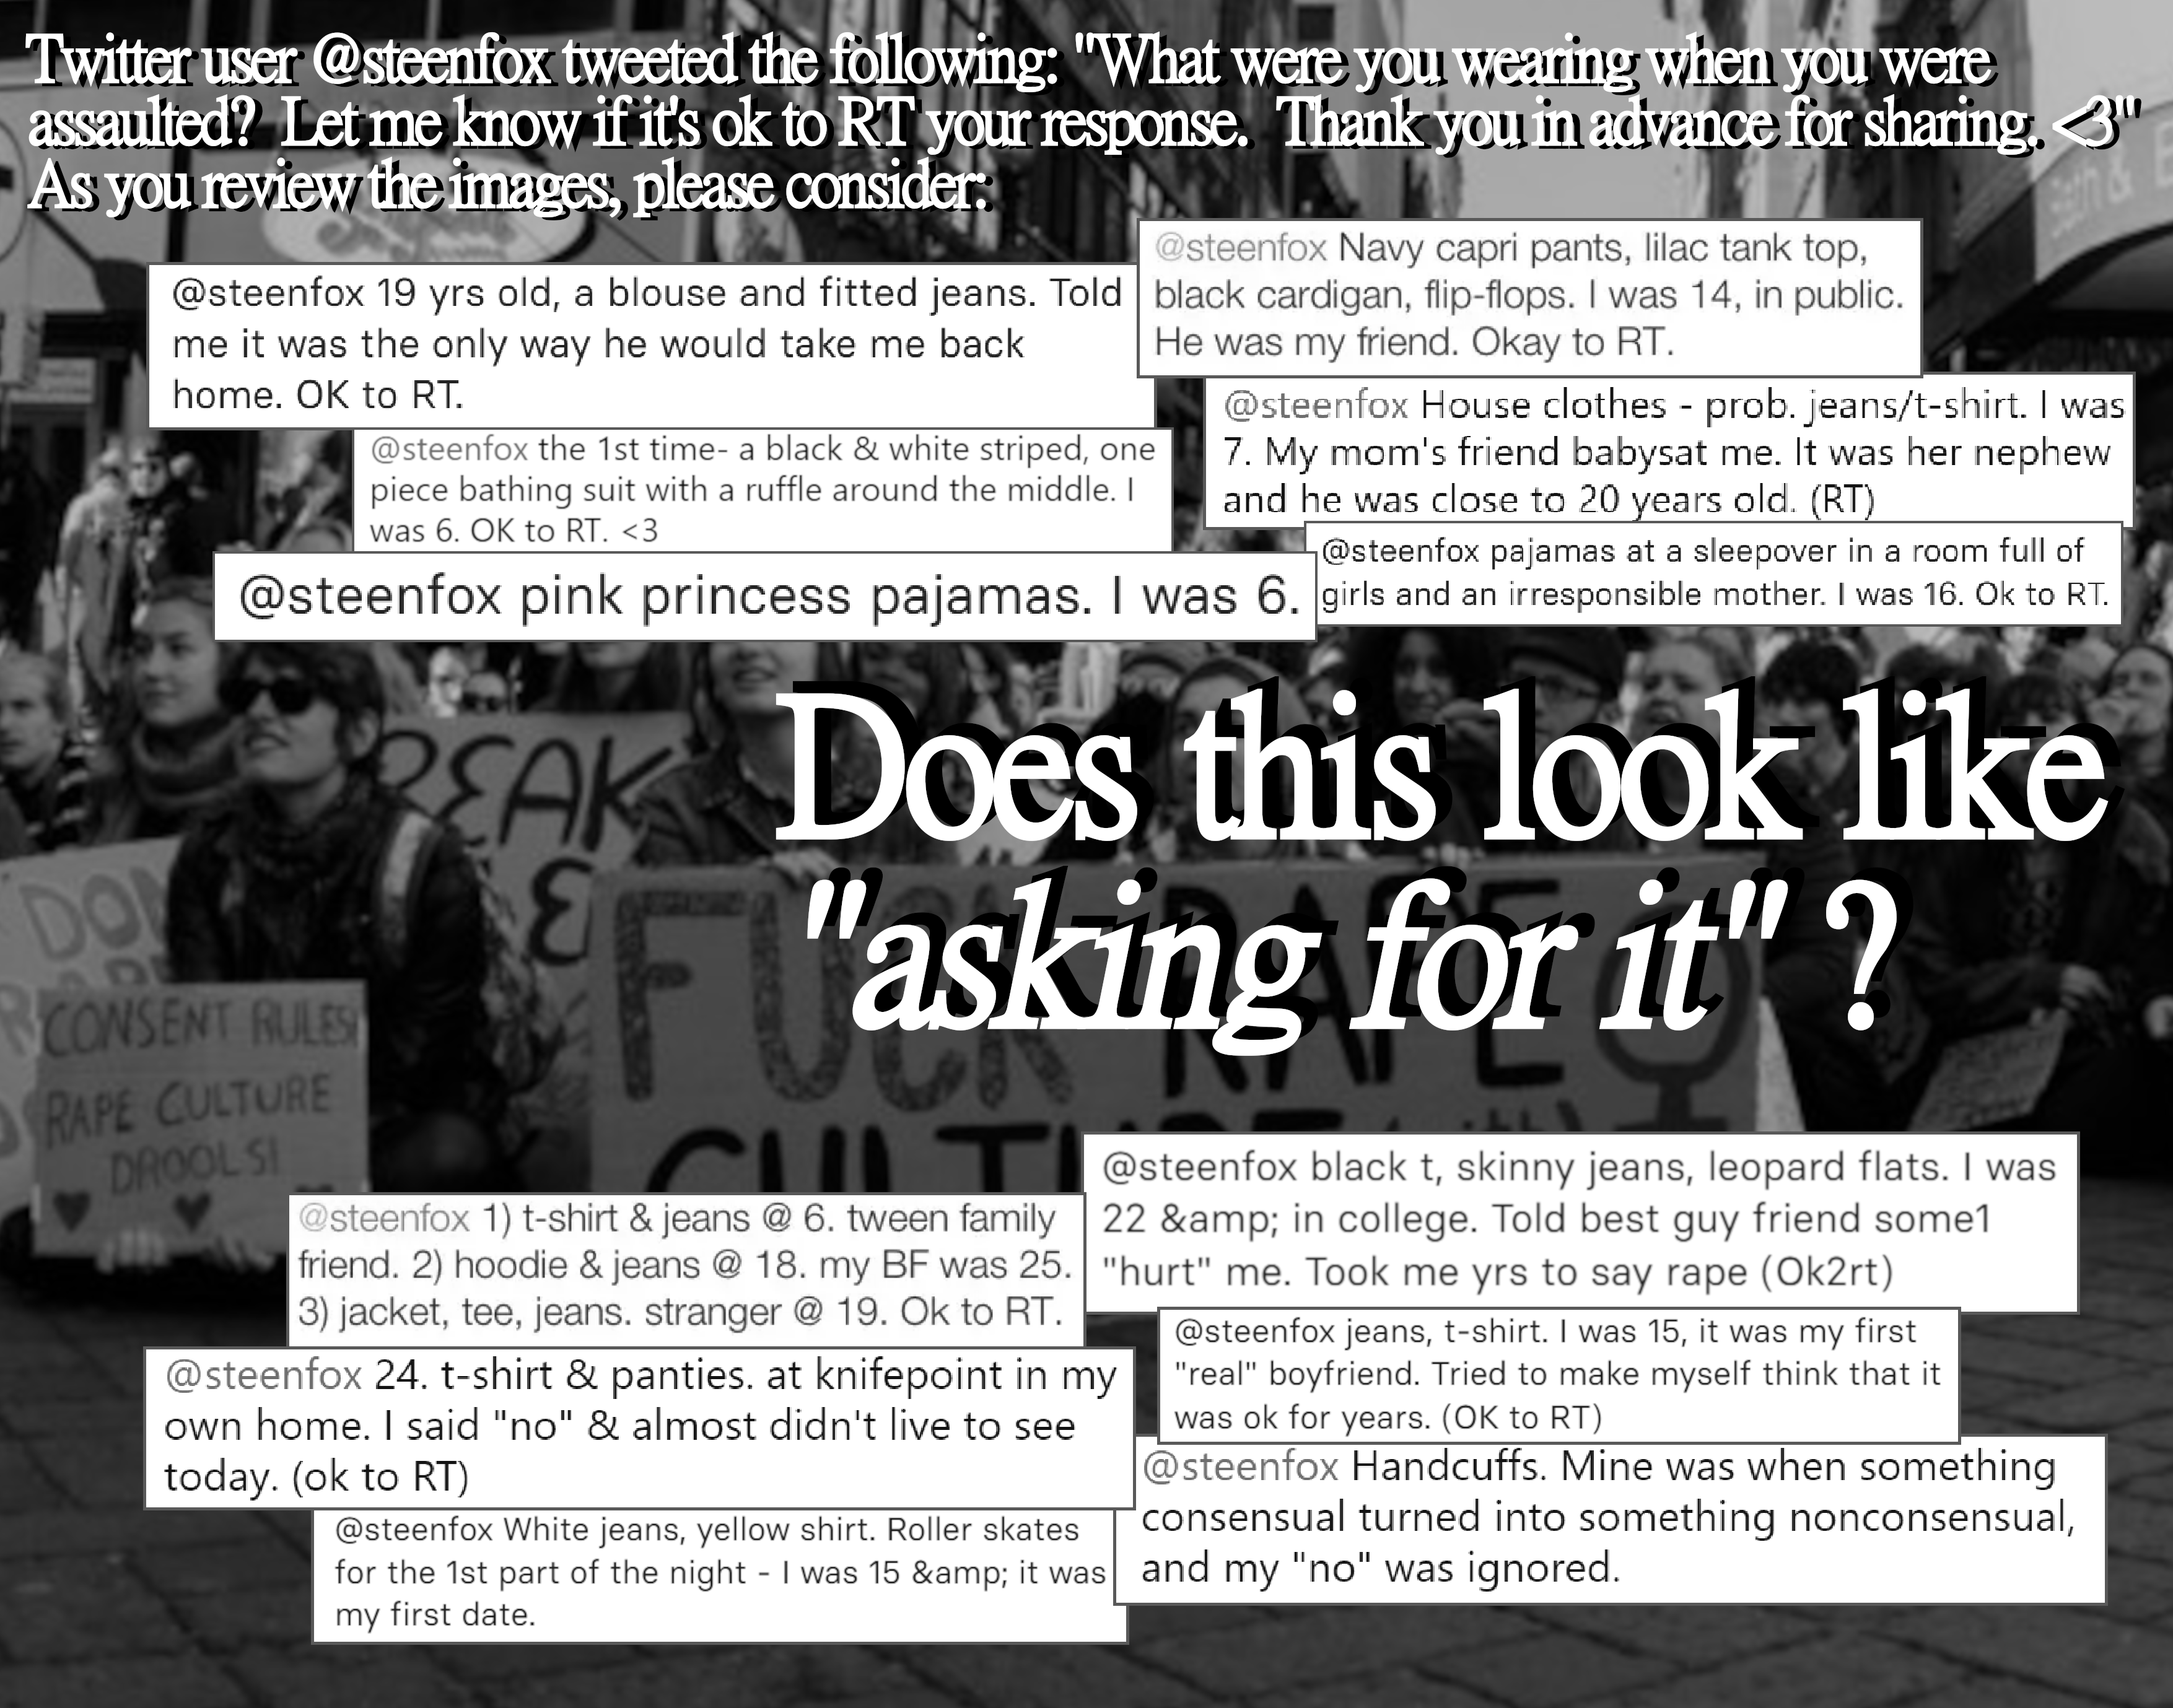 Twitter user @steenfox tweeted the following: "What were you wearing when you were
assaulted? Let me know if it's ok to RT your response. Thank you in advance for sharing. <3"
As you review the images, please consider:
@steenfox Navy capri pants, lilac tank top,
black cardigan, flip-flops. I was 14, in public.
He was my friend. Okay to RT.
@steenfox 19 yrs old, a blouse and fitted jeans. Told
me it was the only way he would take me back
home. OK to RT.
@steenfox House clothes - prob. jeans/t-shirt. I was
7. My mom's friend babysat me. It was her nephew
and he was close to 20 years old. (RT)
@steenfox the 1st time- a black & white striped, one
piece bathing suit with a ruffle around the middle. I
was 6. OK to RT. <3
@steenfox pajamas at a sleepover in a room full of
girls and an irresponsible mother. I was 16. Ok to RT.
@steenfox pink princess pajamas. I was 6.
Does this look like
"asking for it" ?
FUCK RAPE
CULTURE
CONSENT RULES!
RAPE CULTURE
DROOLS!
@steenfox black t, skinny jeans, leopard flats. I was
22 &amp; in college. Told best guy friend some1
"hurt" me. Took me yrs to say rape (Ok2rt)
@steenfox 1) t-shirt & jeans @ 6. tween family
friend. 2) hoodie & jeans @ 18. my BF was 25.
3) jacket, tee, jeans. stranger @ 19. Ok to RT.
@steenfox jeans, t-shirt. I was 15, it was my first
"real" boyfriend. Tried to make myself think that it
was ok for years. (OK to RT)
@steenfox 24. t-shirt & panties. at knifepoint in my
own home. I said "no" & almost didn't live to see
today. (ok to RT)
@steenfox Handcuffs. Mine was when something
consensual turned into something nonconsensual,
and my "no" was ignored.
@steenfox White jeans, yellow shirt. Roller skates
for the 1st part of the night - I was 15 &amp; it was
my first date.